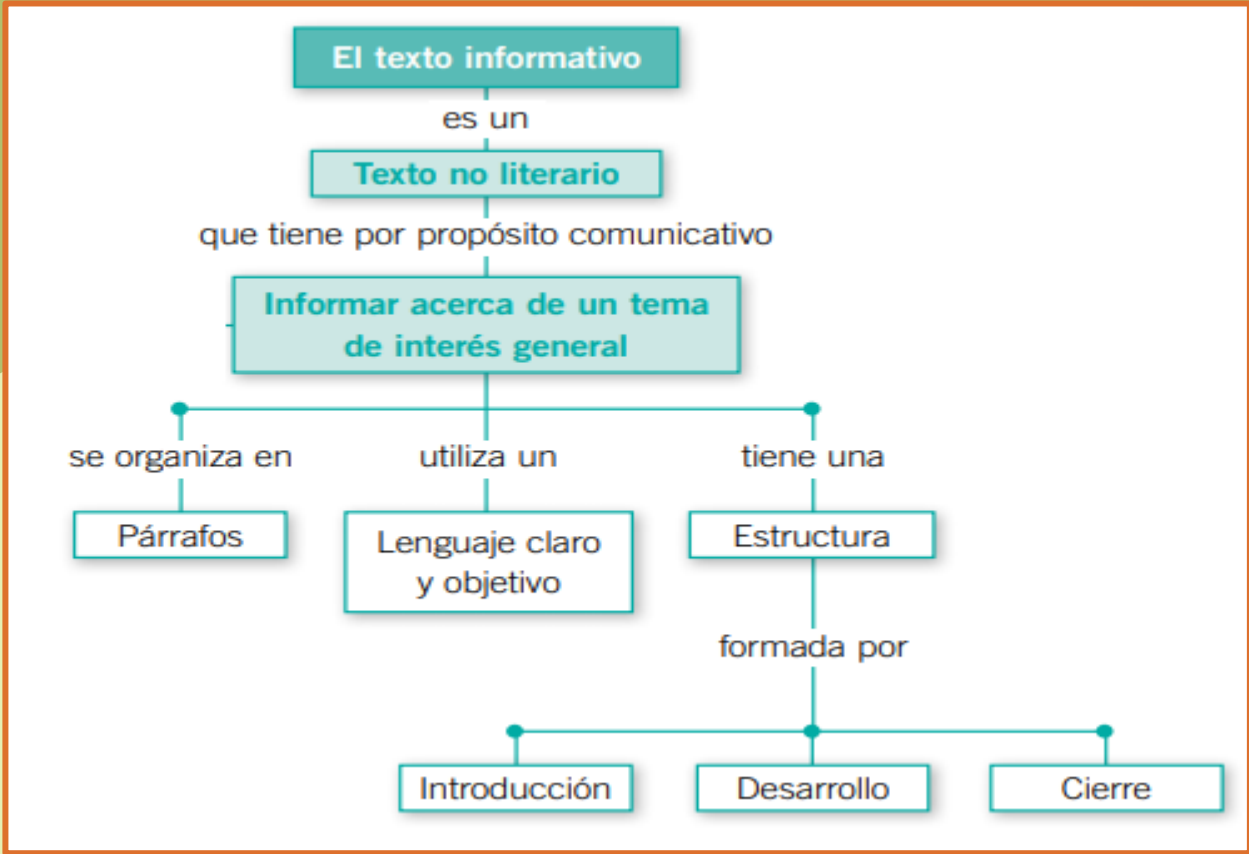 El texto informativo
es un
Texto no literario
que tiene por propósito comunicativo
Informar acerca de un tema
de interés general
se organiza en
utiliza un
tiene una
Párrafos
Lenguaje claro
y objetivo
Estructura
formada por
Introducción
Desarrollo
Cierre